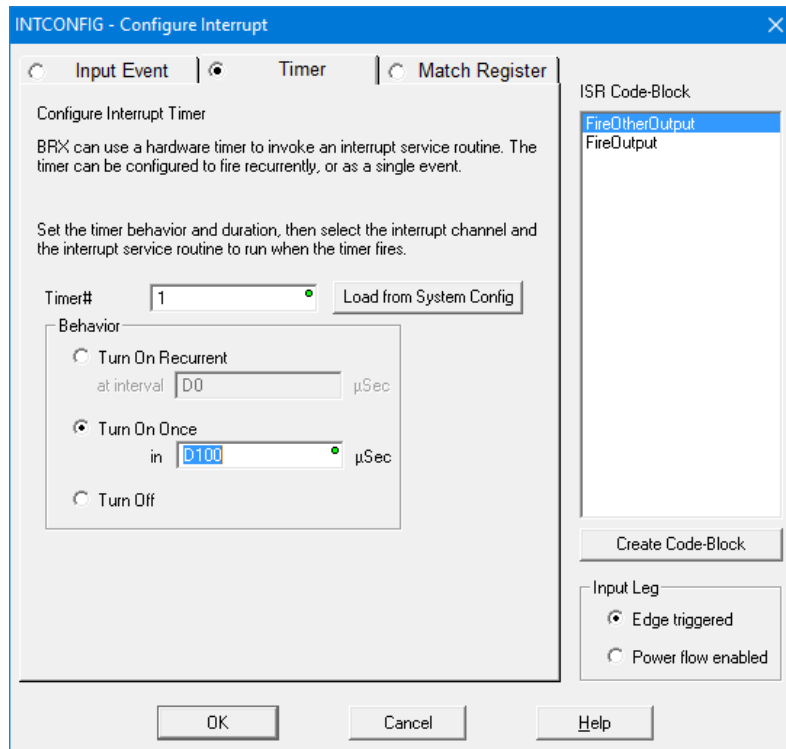 INTCONFIG - Configure Interrupt
Input Event
Timer
Match Register
Configure Interrupt Timer
BRX can use a hardware timer to invoke an interrupt service routine. The
timer can be configured to fire recurrently, or as a single event.
Set the timer behavior and duration, then select the interrupt channel and
the interrupt service routine to run when the timer fires.
Timer#
1
Load from System Config
Behavior
Turn On Recurrent
at interval
D0
µSec
Turn On Once
in
D100
µSec
Turn Off
ISR Code-Block
FireOtherOutput
FireOutput
Create Code-Block
Input Leg
Edge triggered
Power flow enabled
OK
Cancel
Help